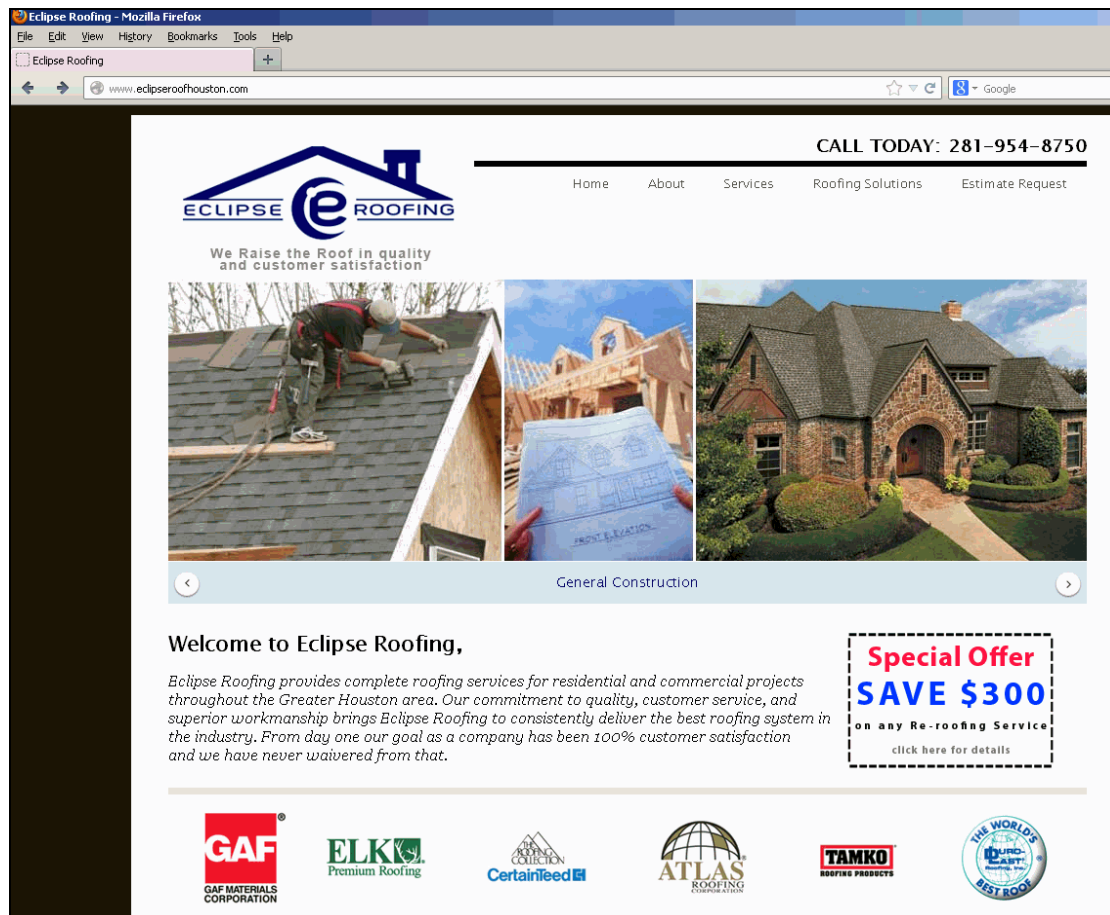 Eclipse Roofing - Mozilla Firefox
File Edit View History Bookmarks Tools Help
Eclipse Roofing
www.eclipseroofhouston.com
Google
CALL TODAY: 281-954-8750
Home About Services Roofing Solutions Estimate Request
ECLIPSE e ROOFING
We Raise the Roof in quality
and customer satisfaction
FRONT ELEVATION
General Construction
Welcome to Eclipse Roofing,
Eclipse Roofing provides complete roofing services for residential and commercial projects
throughout the Greater Houston area. Our commitment to quality, customer service, and
superior workmanship brings Eclipse Roofing to consistently deliver the best roofing system in
the industry. From day one our goal as a company has been 100% customer satisfaction
and we have never waivered from that.
Special Offer
SAVE $300
on any Re-roofing Service
click here for details
GAF®
GAF MATERIALS
CORPORATION
ELK
Premium Roofing
THE
ROOFING
COLLECTION
CertainTeed
ATLAS
ROOFING
CORPORATION
TAMKO
ROOFING PRODUCTS
THE WORLD'S
DURO-
LAST®
Roofing, Inc.
BEST ROOF